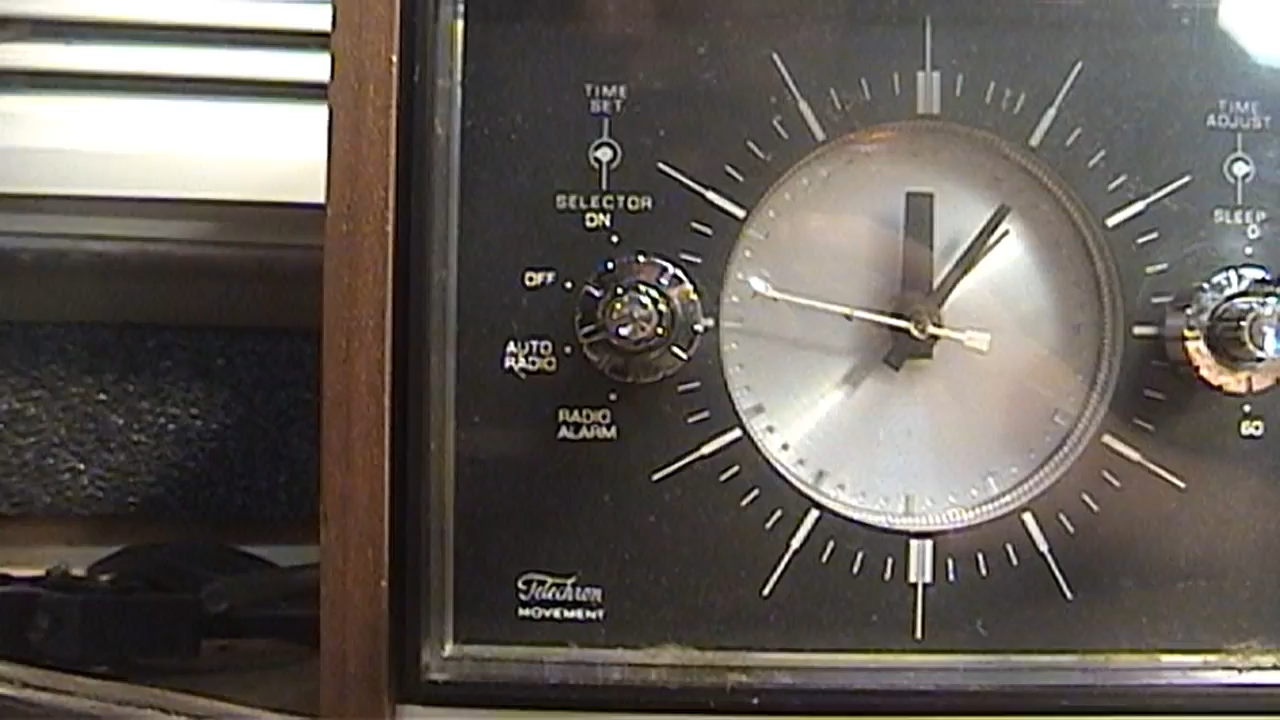 TIME
SET
SELECTOR
ON
OFF
AUTO
RADIO
RADIO
ALARM
Telechron
MOVEMENT
TIME
ADJUST
SLEEP
0
60